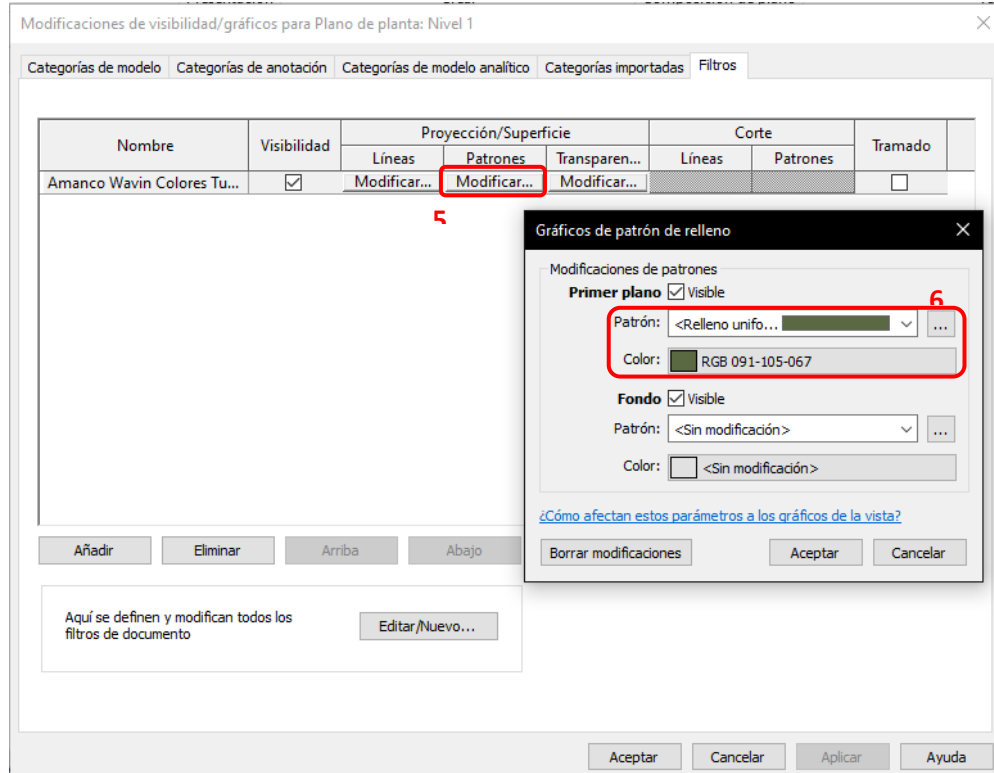 Modificaciones de visibilidad/gráficos para Plano de planta: Nivel 1
Categorías de modelo Categorías de anotación Categorías de modelo analítico Categorías importadas Filtros
Nombre Visibilidad Proyección/Superficie Corte Tramado
Líneas Patrones Transparen... Líneas Patrones
Amanco Wavin Colores Tu... Modificar... Modificar... Modificar...
5
Gráficos de patrón de relleno
Modificaciones de patrones
Primer plano Visible
6
Patrón: <Relleno unifo... ...
Color: RGB 091-105-067
Fondo Visible
Patrón: <Sin modificación> ...
Color: <Sin modificación>
¿Cómo afectan estos parámetros a los gráficos de la vista?
Borrar modificaciones Aceptar Cancelar
Añadir Eliminar Arriba Abajo
Aquí se definen y modifican todos los
filtros de documento
Editar/Nuevo...
Aceptar Cancelar Aplicar Ayuda